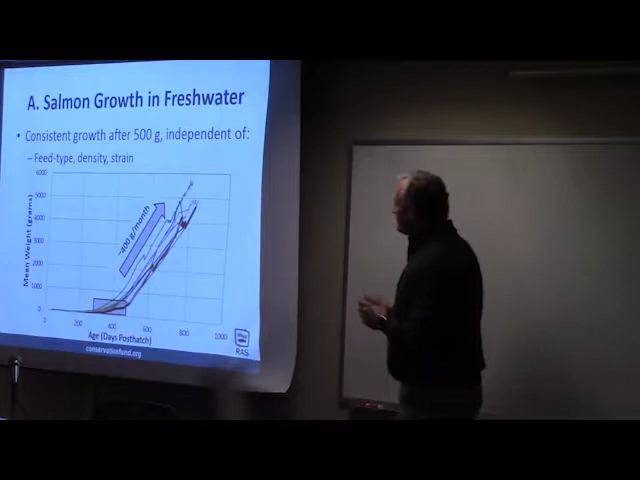 A. Salmon Growth in Freshwater
• Consistent growth after 500 g, independent of:
– Feed-type, density, strain
6000
5000
4000
3000
2000
1000
0
Mean Weight (grams)
~400 g/month
0
200
400
600
800
1000
Age (Days Posthatch)
RAS
conservationfund.org